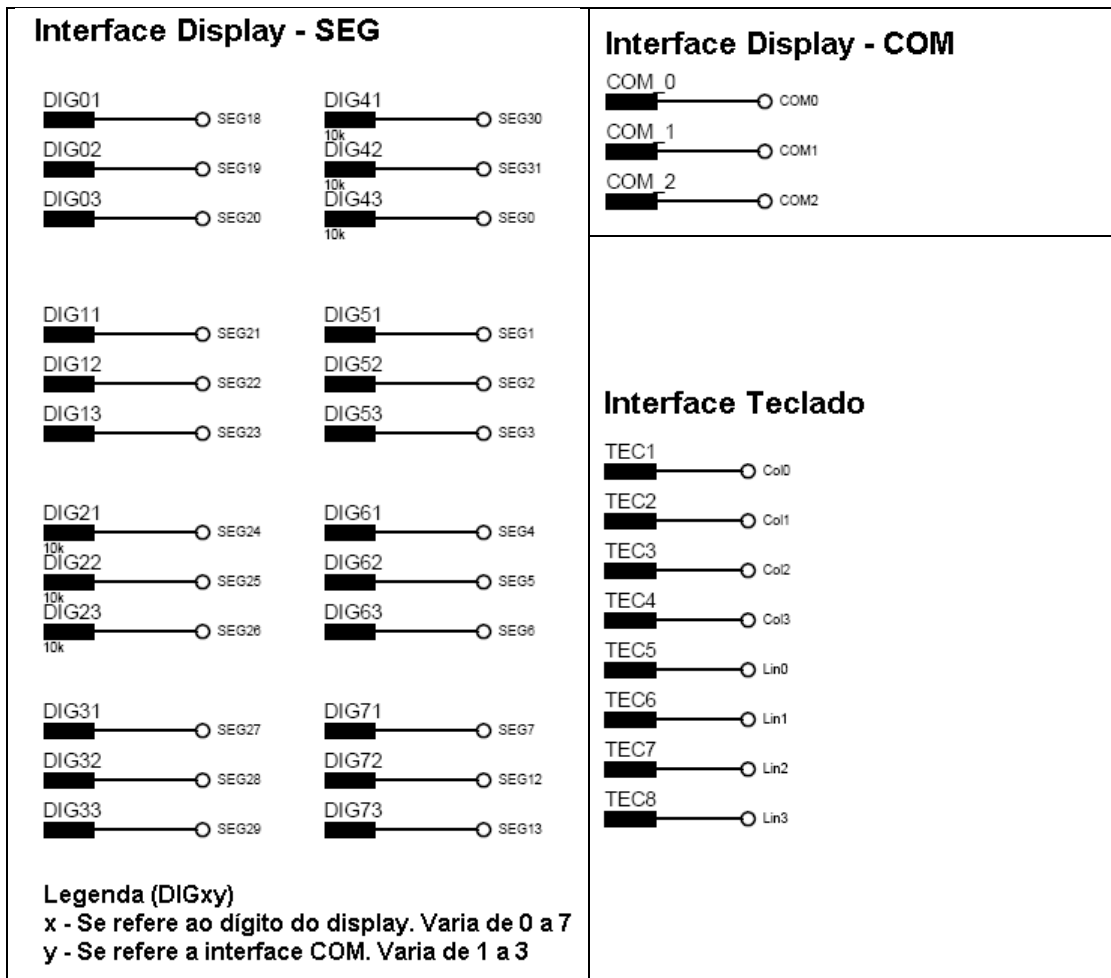 Interface Display - SEG
DIG01
SEG18
DIG02
SEG19
DIG03
SEG20
DIG11
SEG21
DIG12
SEG22
DIG13
SEG23
DIG21
SEG24
10k
DIG22
SEG25
10k
DIG23
SEG26
10k
DIG31
SEG27
DIG32
SEG28
DIG33
SEG29
DIG41
SEG30
10k
DIG42
SEG31
10k
DIG43
SEG0
10k
DIG51
SEG1
DIG52
SEG2
DIG53
SEG3
DIG61
SEG4
DIG62
SEG5
DIG63
SEG6
DIG71
SEG7
DIG72
SEG12
DIG73
SEG13
Legenda (DIGxy)
x - Se refere ao dígito do display. Varia de 0 a 7
y - Se refere a interface COM. Varia de 1 a 3
Interface Display - COM
COM_0
COM0
COM_1
COM1
COM_2
COM2
Interface Teclado
TEC1
Col0
TEC2
Col1
TEC3
Col2
TEC4
Col3
TEC5
Lin0
TEC6
Lin1
TEC7
Lin2
TEC8
Lin3